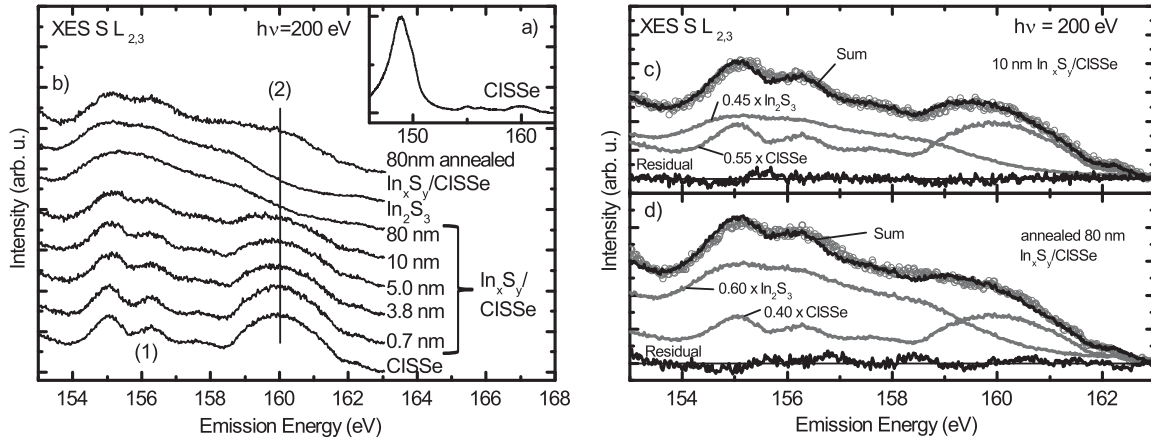 XES S L2,3 hν=200 eV
a)
CISSe
150 160
b)
(2)
80nm annealed
InxSy/CISSe
In2S3
80 nm
10 nm
5.0 nm
3.8 nm
0.7 nm
CISSe
InxSy/
CISSe
(1)
Intensity (arb. u.)
154 156 158 160 162 164 166 168
Emission Energy (eV)
XES S L2,3 hν = 200 eV
c)
10 nm InxSy/CISSe
Sum
0.45 x In2S3
0.55 x CISSe
Residual
d)
annealed 80 nm
InxSy/CISSe
Sum
0.60 x In2S3
0.40 x CISSe
Residual
Intensity (arb. u.)
154 156 158 160 162
Emission Energy (eV)